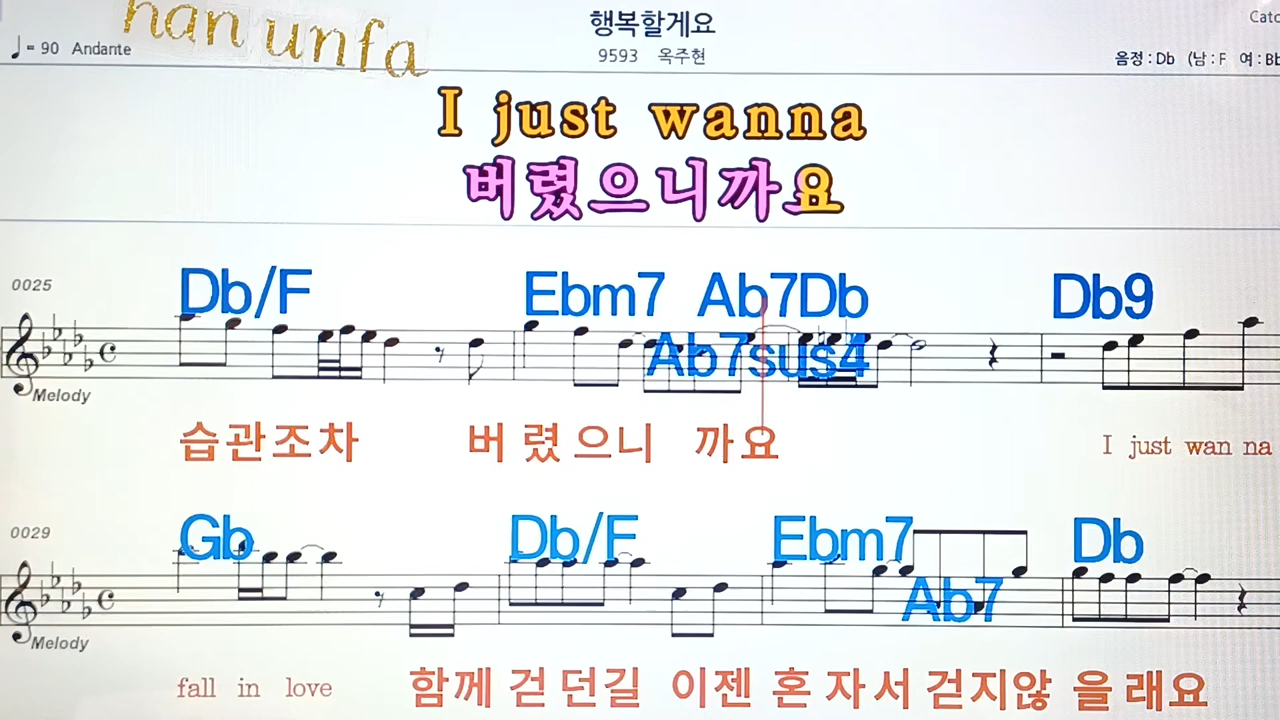 han unfa
행복할게요
Catc
♩= 90 Andante
9593 옥주현
음정 : Db (남 : F 여 : Bb
I just wanna
버렸으니까요
0025
Db/F Ebm7 Ab7Db Db9
Ab7sus4
Melody
습관조차 버 렸 으니 까요 I just wan na
0029
Gb Db/F Ebm7 Db
Ab7
Melody
fall in love 함께 걷 던길 이젠 혼 자서 걷지않 을래요